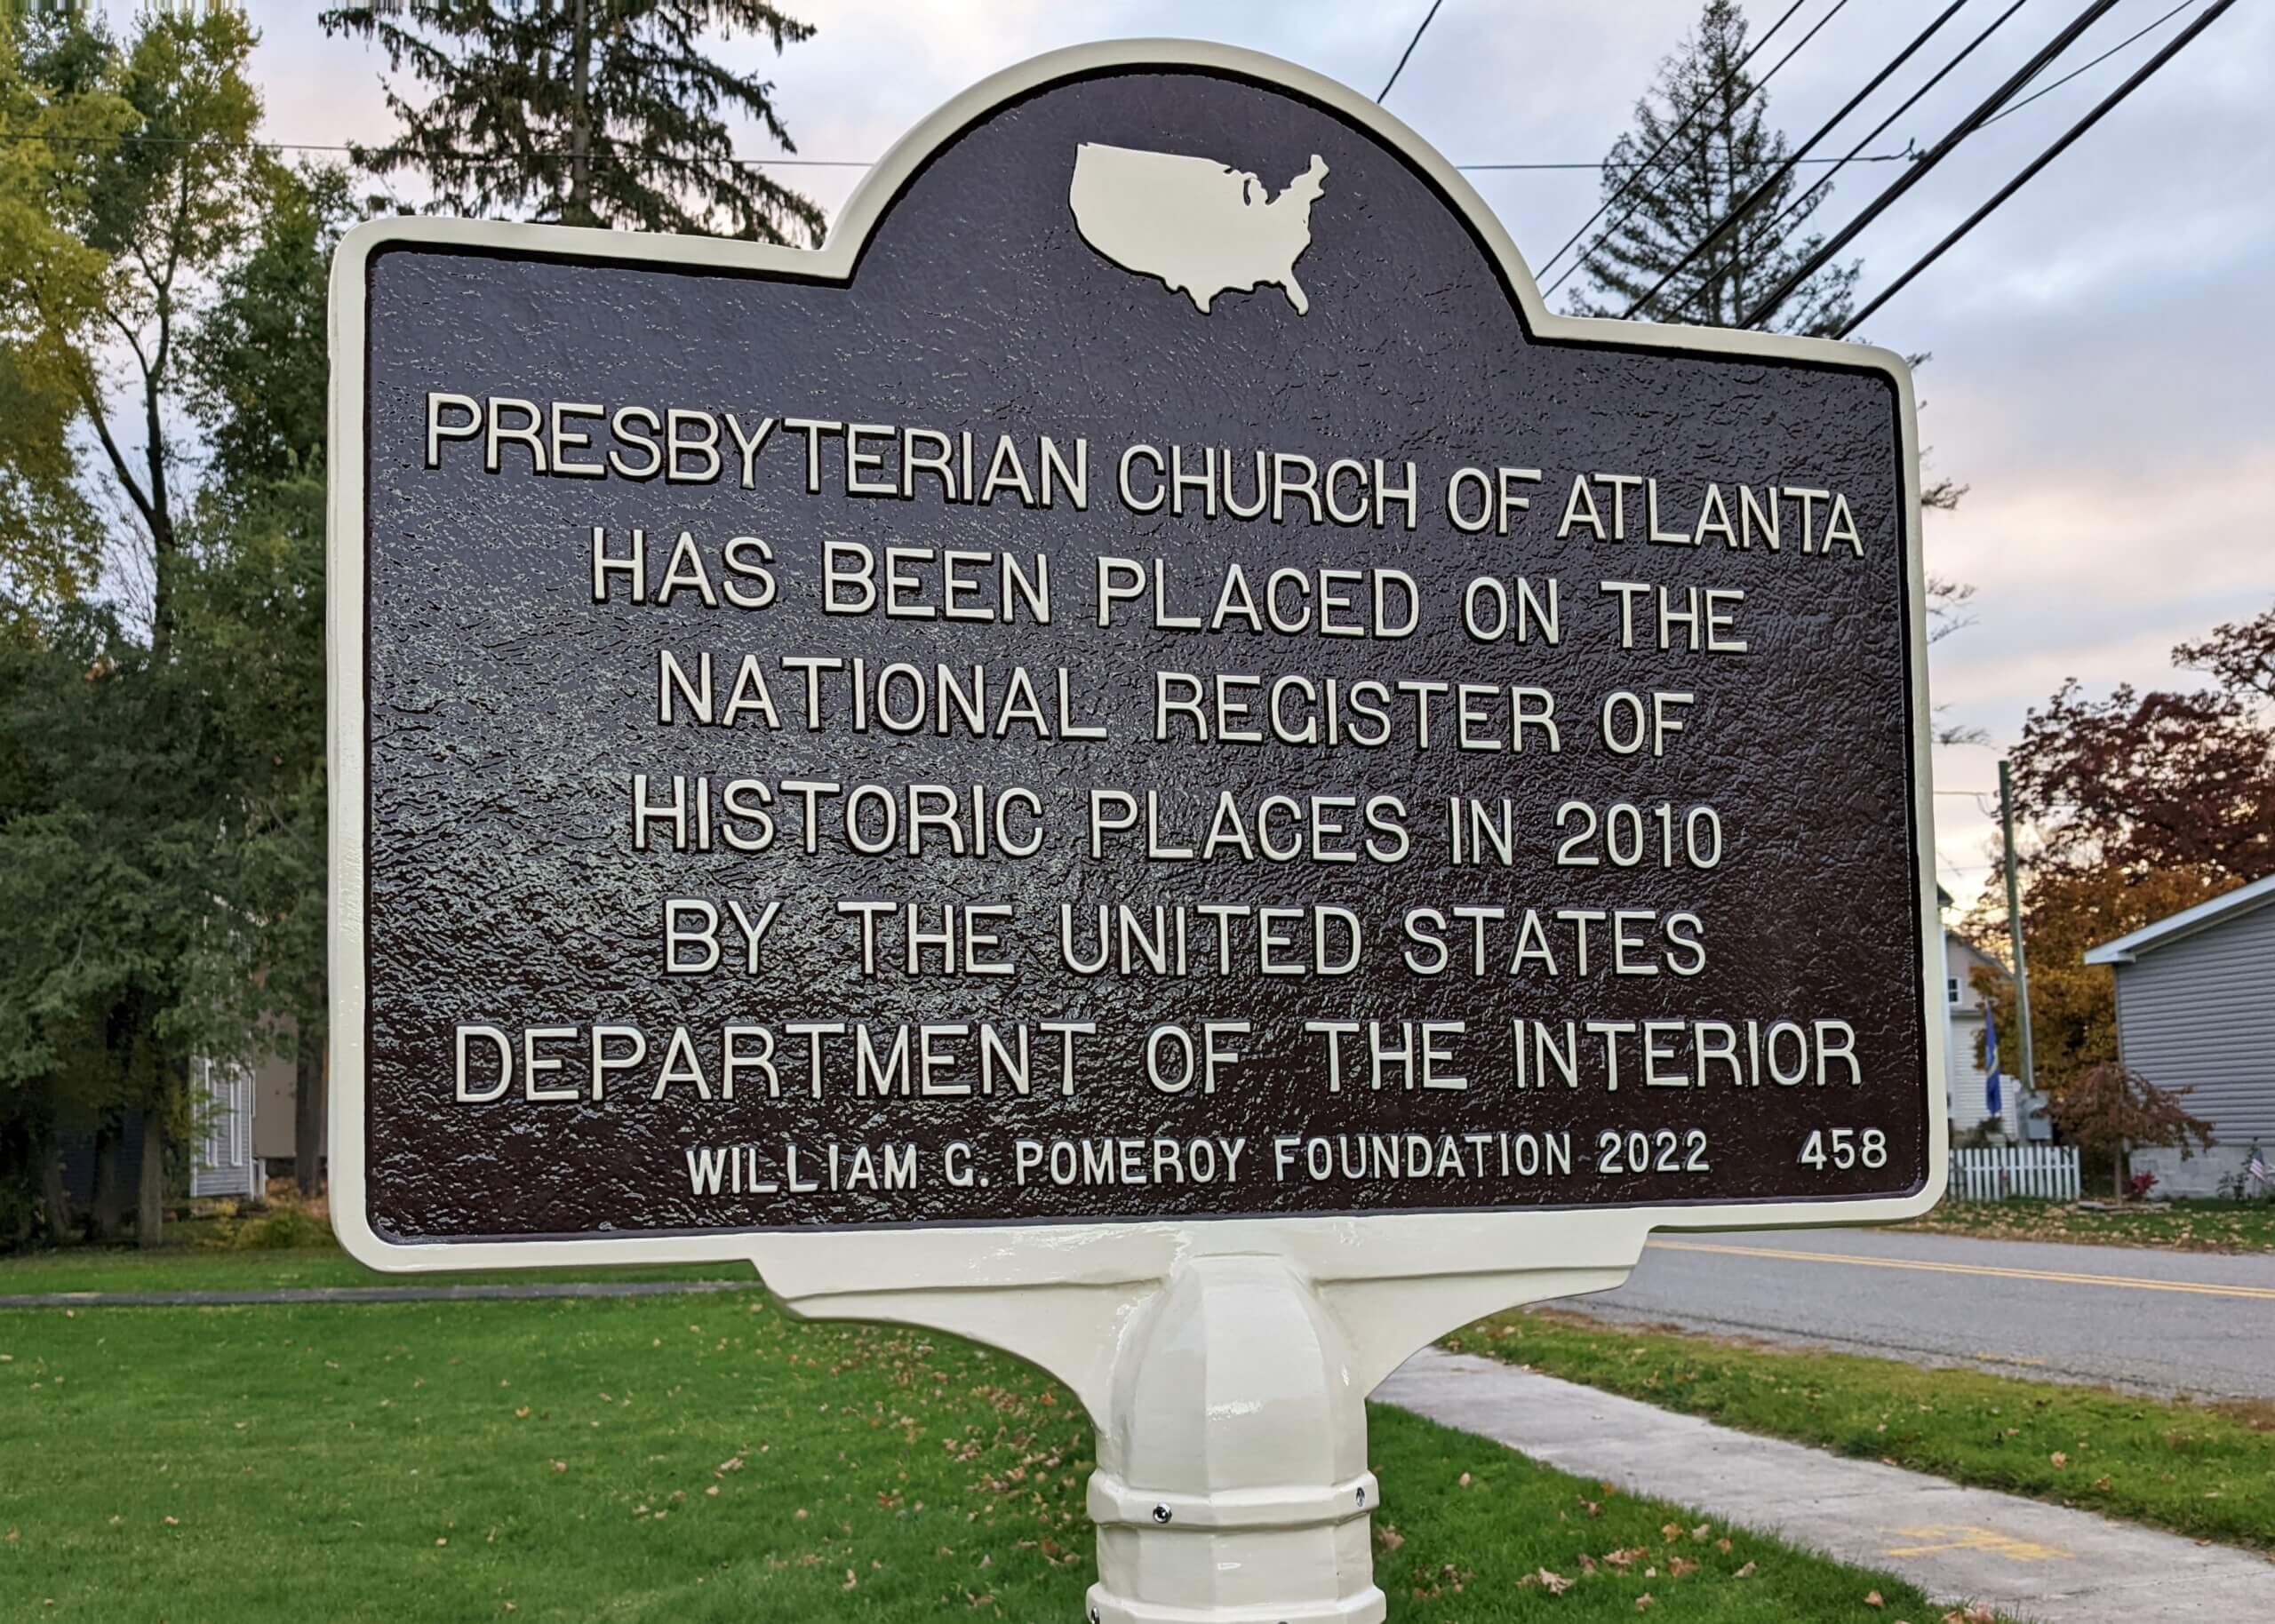 PRESBYTERIAN CHURCH OF ATLANTA
HAS BEEN PLACED ON THE
NATIONAL REGISTER OF
HISTORIC PLACES IN 2010
BY THE UNITED STATES
DEPARTMENT OF THE INTERIOR
WILLIAM G. POMEROY FOUNDATION 2022 458